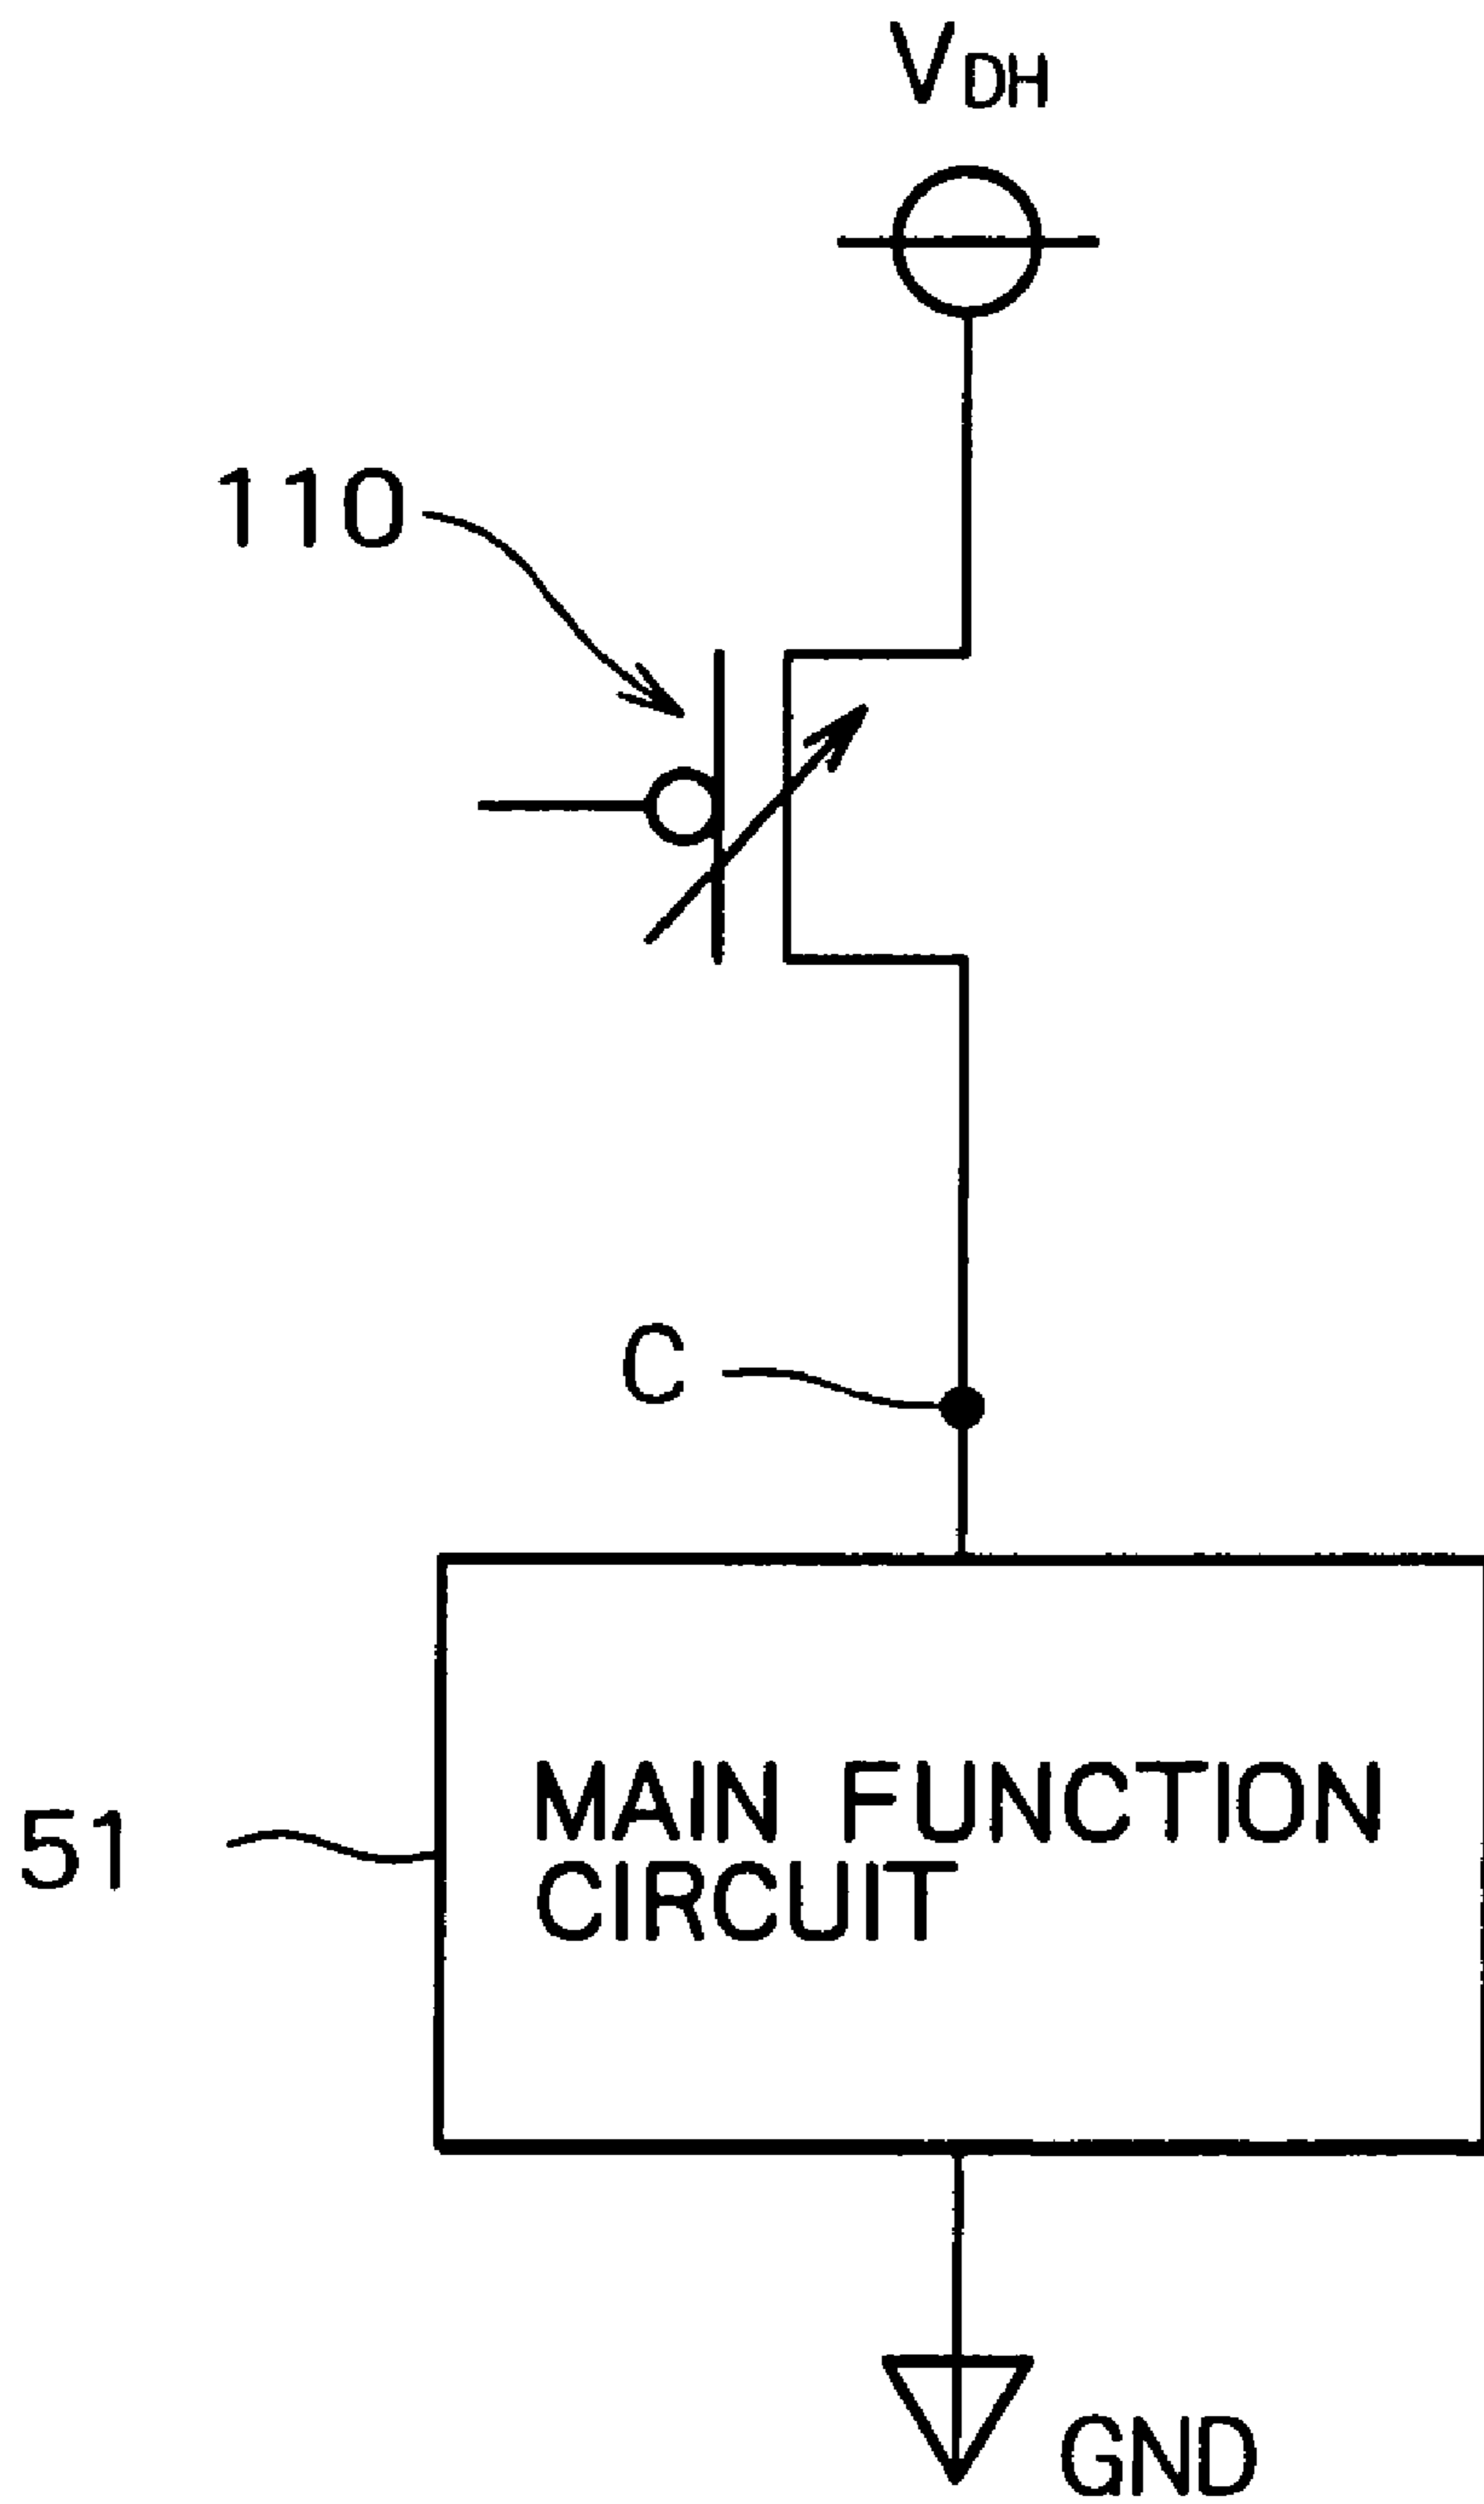 VDH
110
C
51
MAIN FUNCTION
CIRCUIT
GND